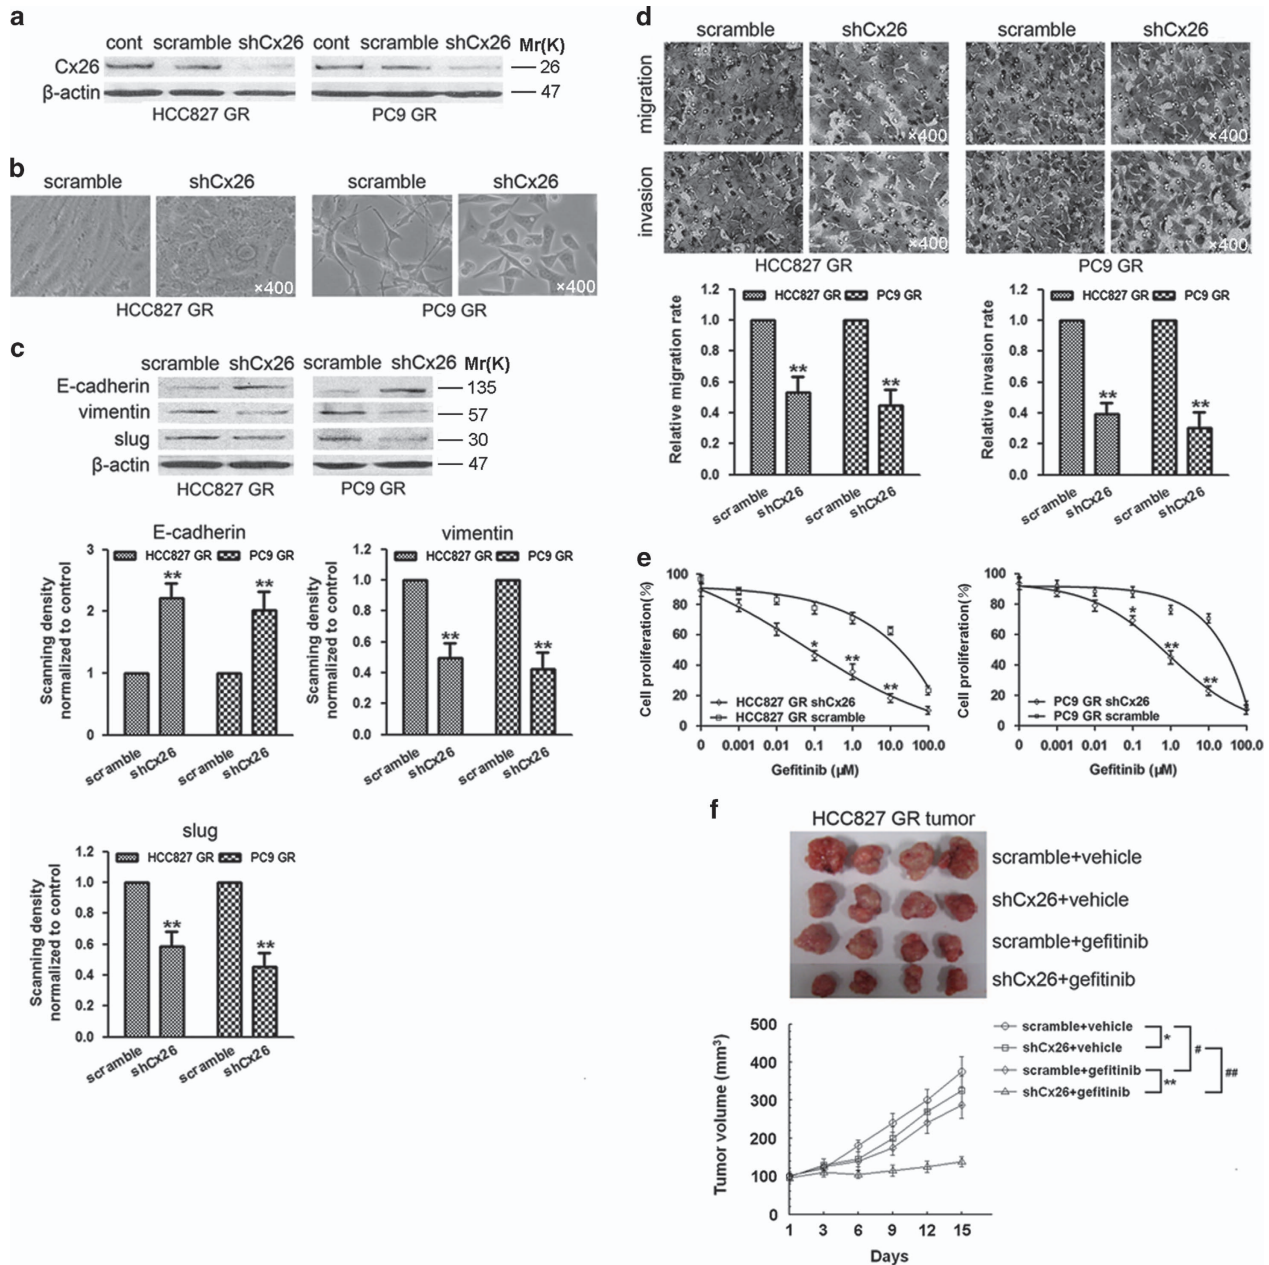 a
cont scramble shCx26 cont scramble shCx26 Mr(K)
Cx26 26
β-actin 47
HCC827 GR PC9 GR
b
scramble shCx26 scramble shCx26
×400 ×400
HCC827 GR PC9 GR
c
scramble shCx26 scramble shCx26 Mr(K)
E-cadherin 135
vimentin 57
slug 30
β-actin 47
HCC827 GR PC9 GR
E-cadherin
HCC827 GR PC9 GR
Scanning density
normalized to control
3
2
1
0
** **
scramble shCx26 scramble shCx26
vimentin
HCC827 GR PC9 GR
Scanning density
normalized to control
1.2
1.0
0.8
0.6
0.4
0.2
0.0
** **
scramble shCx26 scramble shCx26
slug
HCC827 GR PC9 GR
Scanning density
normalized to control
1.2
1.0
0.8
0.6
0.4
0.2
0.0
** **
scramble shCx26 scramble shCx26
d
scramble shCx26 scramble shCx26
migration
×400 ×400
invasion
×400 ×400
HCC827 GR PC9 GR
HCC827 GR PC9 GR
Relative migration rate
1.2
1.0
0.8
0.6
0.4
0.2
0.0
** **
scramble shCx26 scramble shCx26
HCC827 GR PC9 GR
Relative invasion rate
1.2
1.0
0.8
0.6
0.4
0.2
0.0
** **
scramble shCx26 scramble shCx26
e
Cell proliferation(%)
100
80
60
40
20
0
* ** **
HCC827 GR shCx26
HCC827 GR scramble
0 0.001 0.01 0.1 1.0 10.0 100.0
Gefitinib (µM)
Cell proliferation(%)
100
80
60
40
20
0
* ** **
PC9 GR shCx26
PC9 GR scramble
0 0.001 0.01 0.1 1.0 10.0 100.0
Gefitinib (µM)
f
HCC827 GR tumor
scramble+vehicle
shCx26+vehicle
scramble+gefitinib
shCx26+gefitinib
Tumor volume (mm³)
500
400
300
200
100
0
1 3 6 9 12 15
Days
scramble+vehicle
shCx26+vehicle
scramble+gefitinib
shCx26+gefitinib
* # ##
**